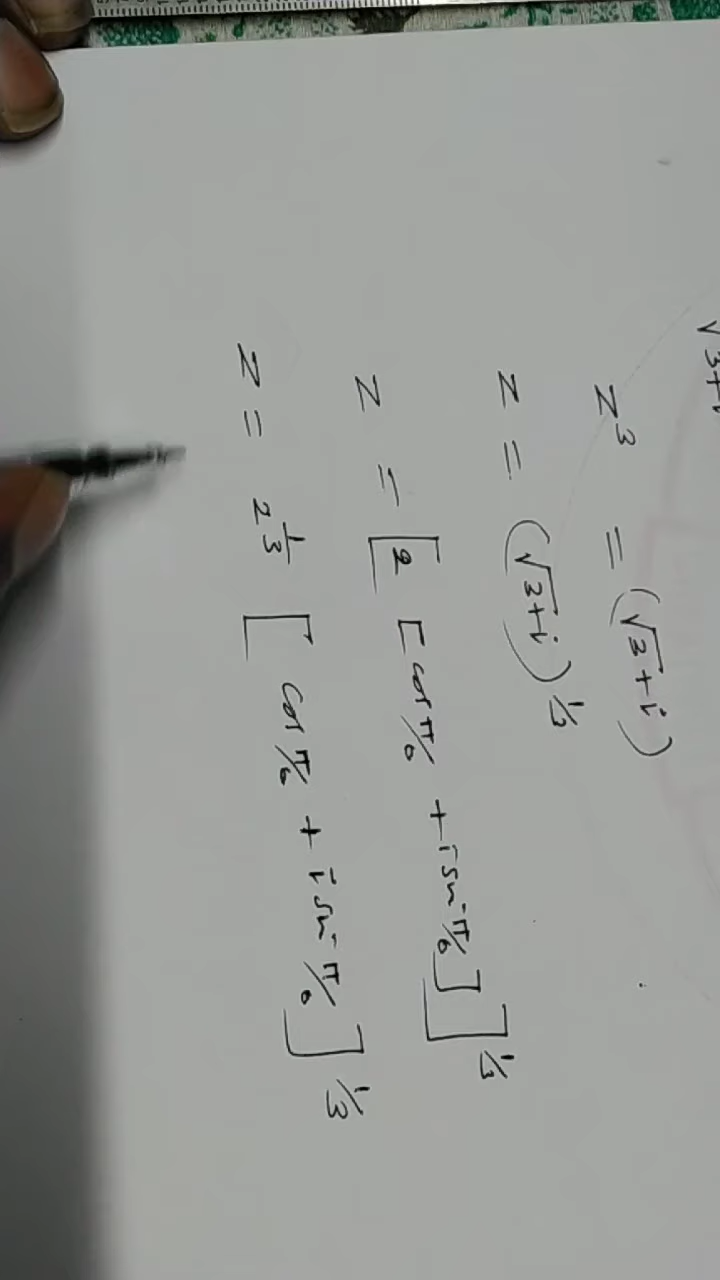 √3+i
z³ = (√3+i)
z = (√3+i)^1/3
z = [2 [cos π/6 + i sin π/6]]^1/3
z = 2^1/3 [cos π/6 + i sin π/6]^1/3